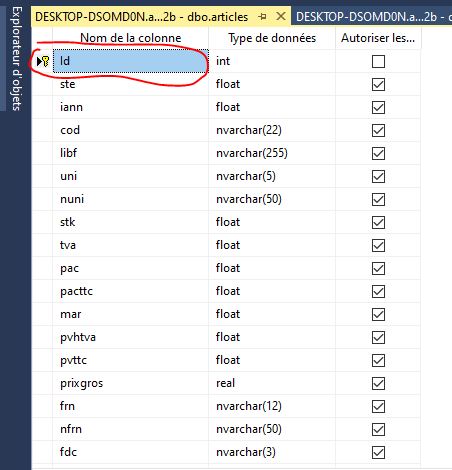 Explorateur d'objets
DESKTOP-DSOMD0N.a...2b - dbo.articles
DESKTOP-DSOMD0N.a...2b - d
Nom de la colonne Type de données Autoriser les...
Id int
ste float
iann float
cod nvarchar(22)
libf nvarchar(255)
uni nvarchar(5)
nuni nvarchar(50)
stk float
tva float
pac float
pacttc float
mar float
pvhtva float
pvttc float
prixgros real
frn nvarchar(12)
nfrn nvarchar(50)
fdc nvarchar(3)